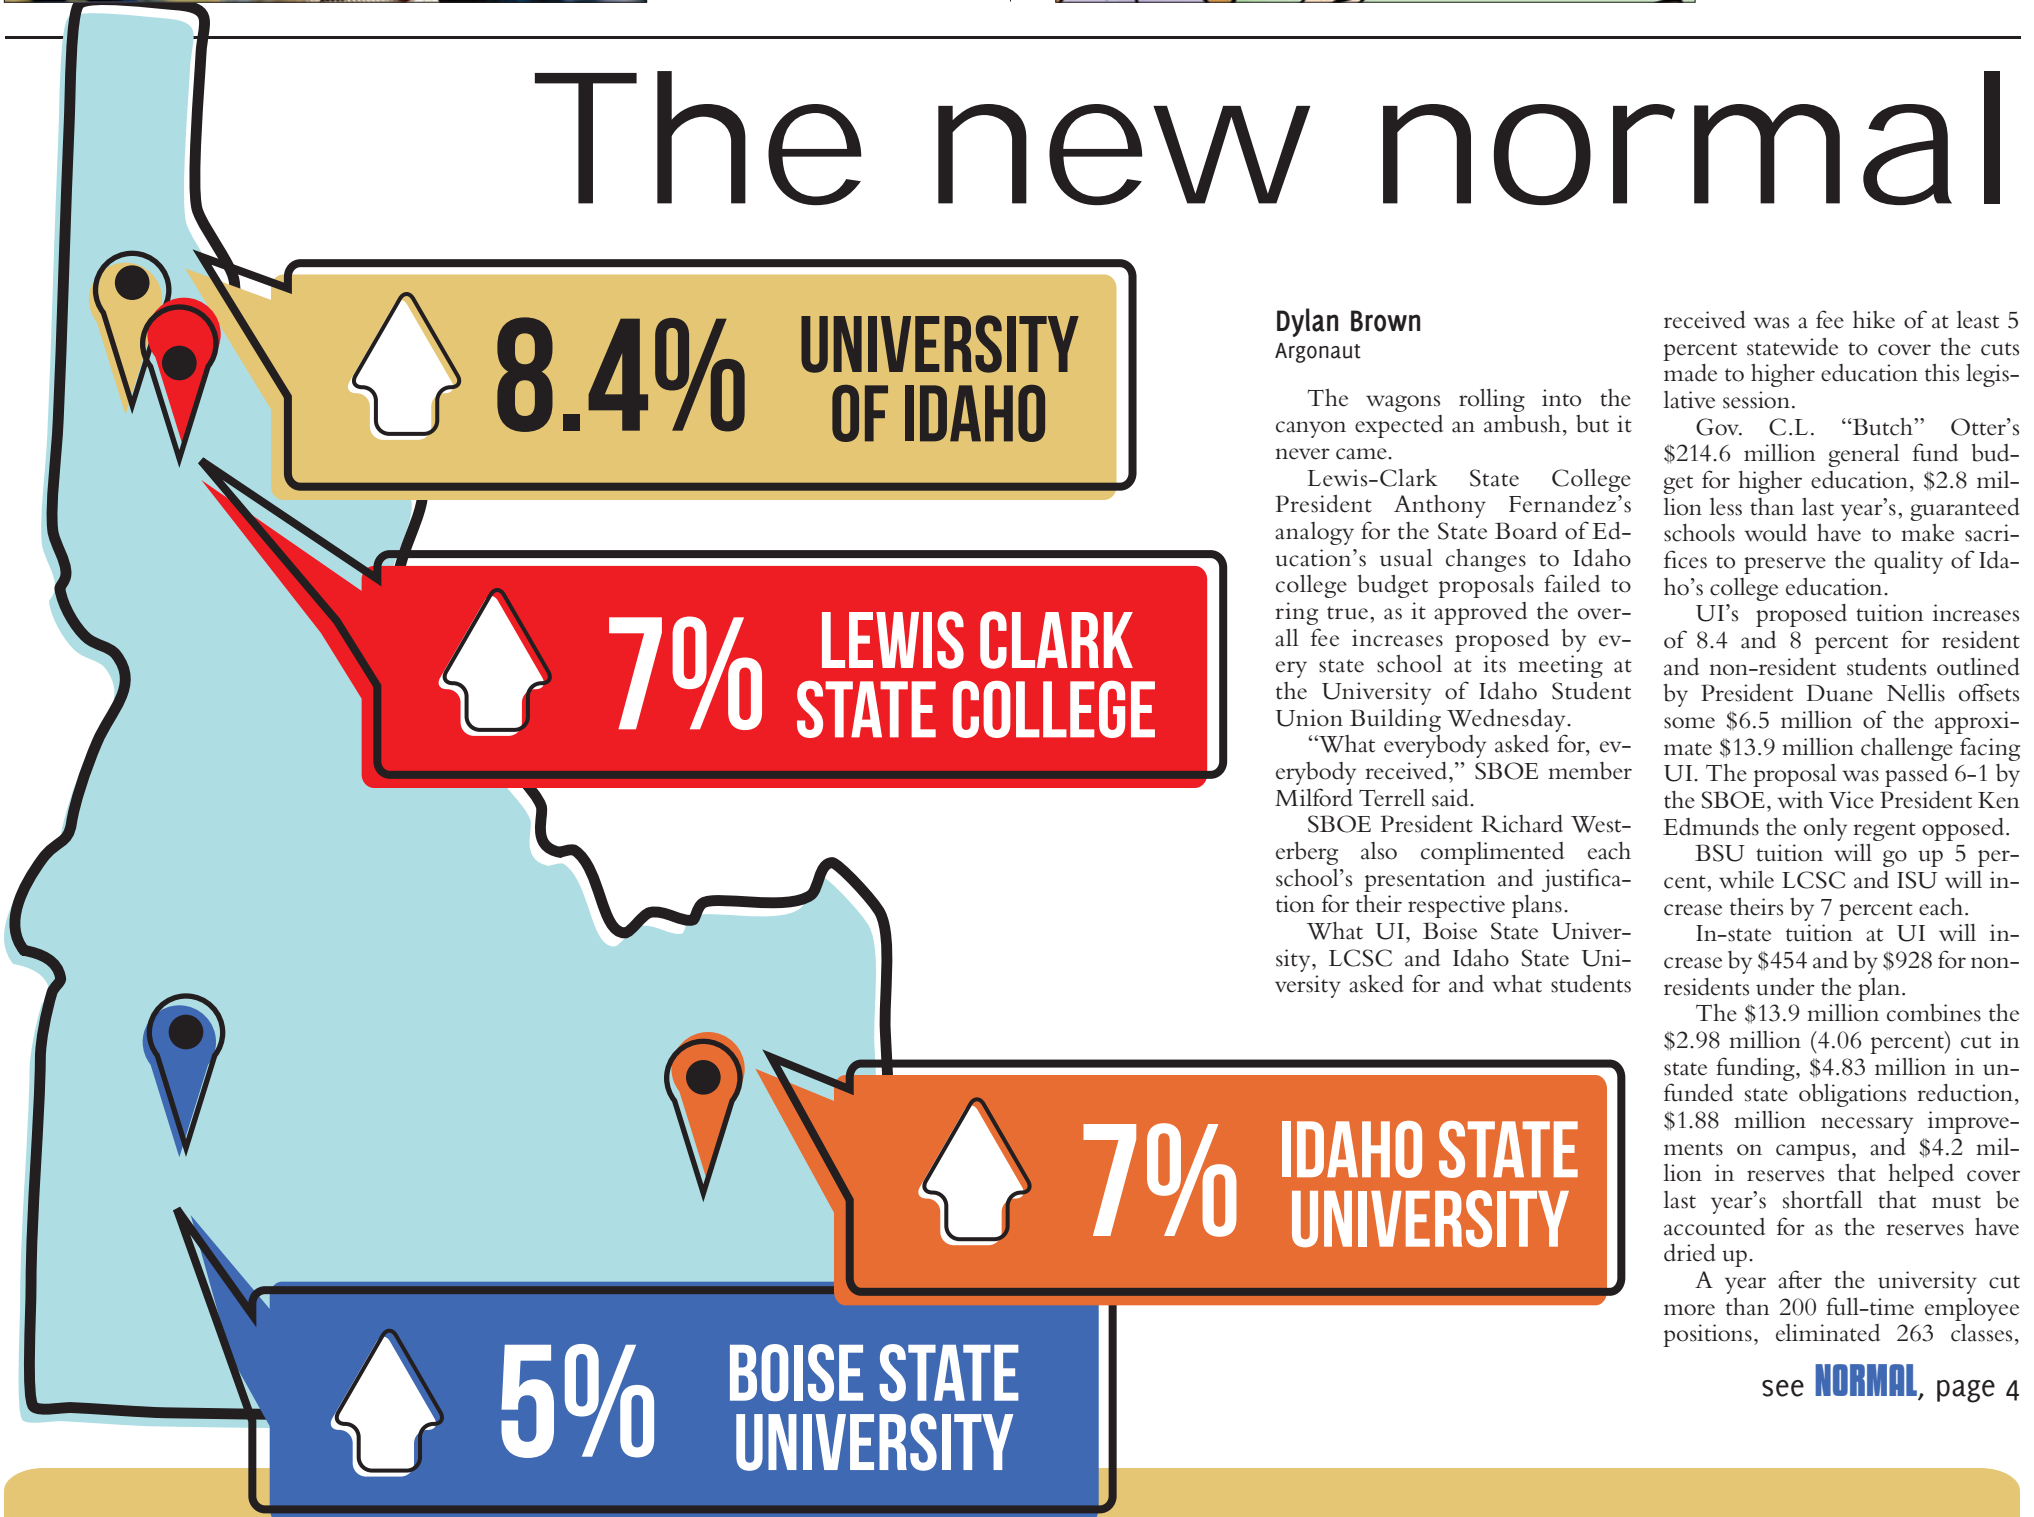 The new normal
8.4%
UNIVERSITY
OF IDAHO
7%
LEWIS CLARK
STATE COLLEGE
7%
IDAHO STATE
UNIVERSITY
5%
BOISE STATE
UNIVERSITY
Dylan Brown
Argonaut
The wagons rolling into the
canyon expected an ambush, but it
never came.
Lewis-Clark State College
President Anthony Fernandez's
analogy for the State Board of Ed-
ucation's usual changes to Idaho
college budget proposals failed to
ring true, as it approved the over-
all fee increases proposed by ev-
ery state school at its meeting at
the University of Idaho Student
Union Building Wednesday.
"What everybody asked for, ev-
erybody received," SBOE member
Milford Terrell said.
SBOE President Richard West-
erberg also complimented each
school's presentation and justifica-
tion for their respective plans.
What UI, Boise State Univer-
sity, LCSC and Idaho State Uni-
versity asked for and what students
received was a fee hike of at least 5
percent statewide to cover the cuts
made to higher education this legis-
lative session.
Gov. C.L. "Butch" Otter's
$214.6 million general fund bud-
get for higher education, $2.8 mil-
lion less than last year's, guaranteed
schools would have to make sacri-
fices to preserve the quality of Ida-
ho's college education.
UI's proposed tuition increases
of 8.4 and 8 percent for resident
and non-resident students outlined
by President Duane Nellis offsets
some $6.5 million of the approxi-
mate $13.9 million challenge facing
UI. The proposal was passed 6-1 by
the SBOE, with Vice President Ken
Edmunds the only regent opposed.
BSU tuition will go up 5 per-
cent, while LCSC and ISU will in-
crease theirs by 7 percent each.
In-state tuition at UI will in-
crease by $454 and by $928 for non-
residents under the plan.
The $13.9 million combines the
$2.98 million (4.06 percent) cut in
state funding, $4.83 million in un-
funded state obligations reduction,
$1.88 million necessary improve-
ments on campus, and $4.2 mil-
lion in reserves that helped cover
last year's shortfall that must be
accounted for as the reserves have
dried up.
A year after the university cut
more than 200 full-time employee
positions, eliminated 263 classes,
see NORMAL, page 4